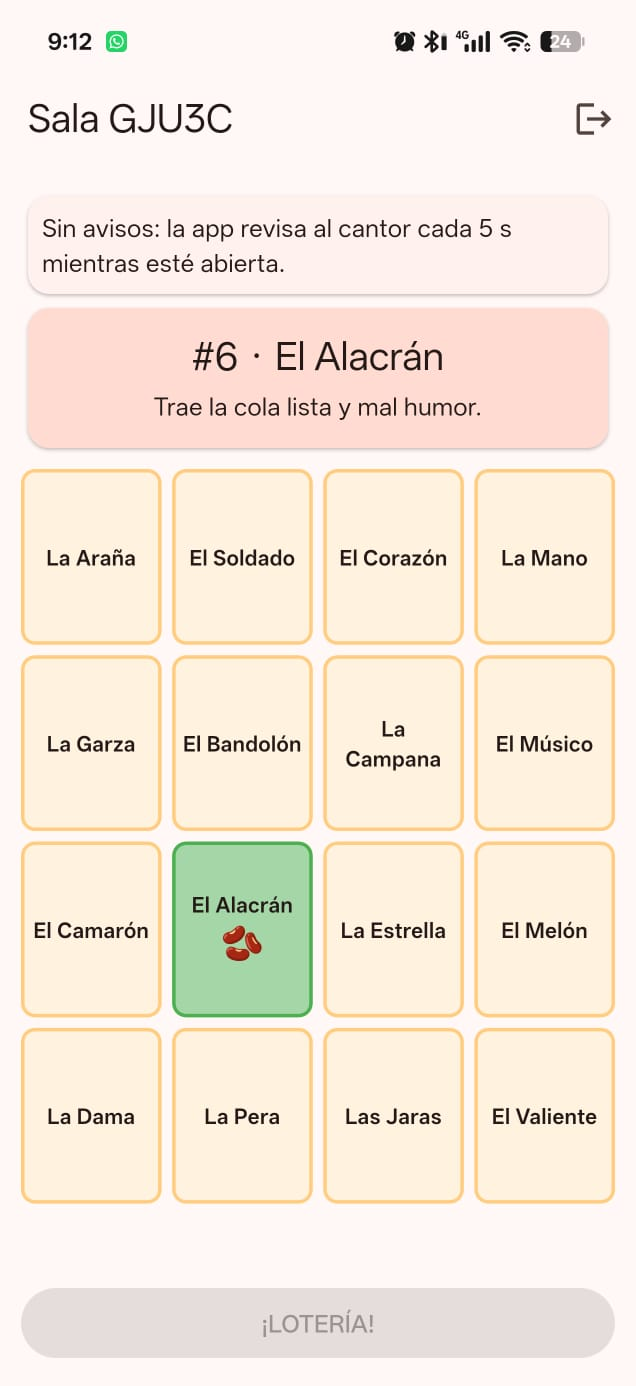 9:12
4G
24
Sala GJU3C
Sin avisos: la app revisa al cantor cada 5 s
mientras esté abierta.
#6 · El Alacrán
Trae la cola lista y mal humor.
La Araña
El Soldado
El Corazón
La Mano
La Garza
El Bandolón
La
Campana
El Músico
El Camarón
El Alacrán
La Estrella
El Melón
La Dama
La Pera
Las Jaras
El Valiente
¡LOTERÍA!